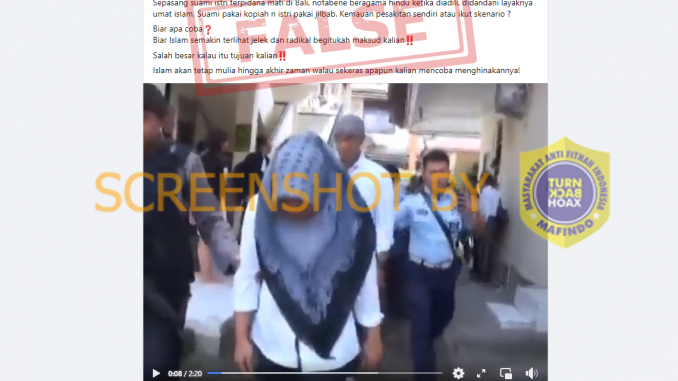 Sepasang suami istri terpidana mati di Bali, notabene beragama hindu ketika diadili, didandani layaknya
umat islam. Suami pakai kopiah n istri pakai jilbab. Kemauan pesakitan sendiri atau ikut skenario ?
Biar apa coba❓
Biar Islam semakin terlihat jelek dan radikal begitukah maksud kalian‼️
Salah besar kalau itu tujuan kalian‼️
Islam akan tetap mulia hingga akhir zaman walau sekeras apapun kalian mencoba menghinakannya!
FALSE
SCREENSHOT BY
MASYARAKAT ANTI FITNAH INDONESIA
TURN
BACK
HOAX
MAFINDO
0:08 / 2:20